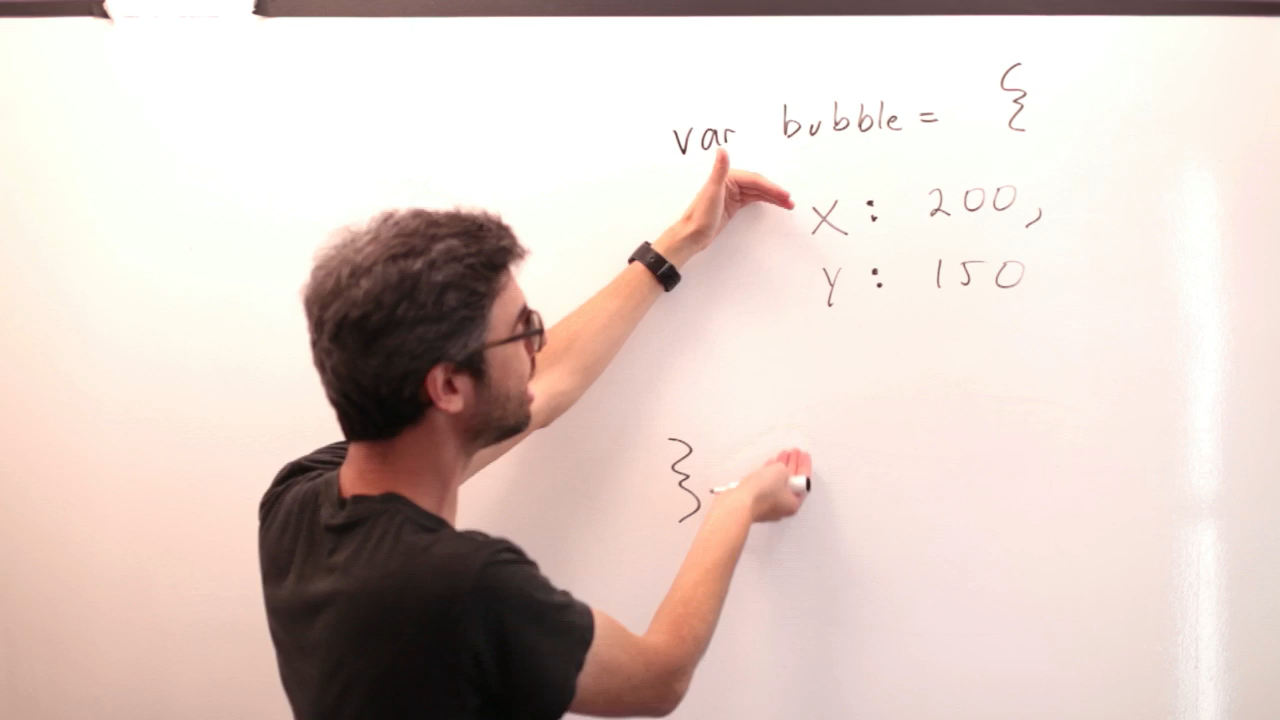 var bubble = {
x : 200,
y : 150
}